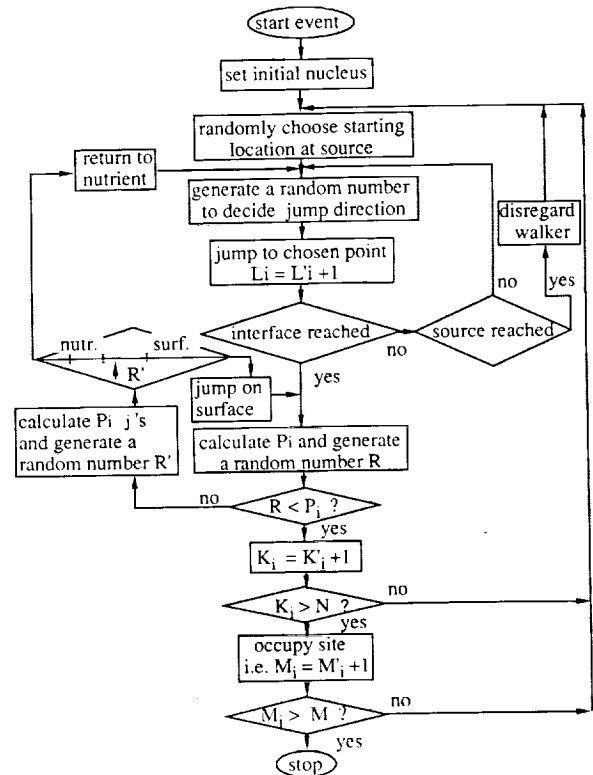 start event
set initial nucleus
randomly choose starting
location at source
return to
nutrient
generate a random number
to decide jump direction
disregard
walker
jump to chosen point
Li = L'i +1
no
yes
interface reached
no
source reached
nutr.
surf.
R'
yes
jump on
surface
calculate Pi j 's
and generate a
random number R'
calculate Pi and generate
a random number R
no
R < Pi ?
yes
Ki = K'i +1
Ki > N ?
no
yes
occupy site
i.e. Mi = M'i +1
Mi > M ?
no
yes
stop